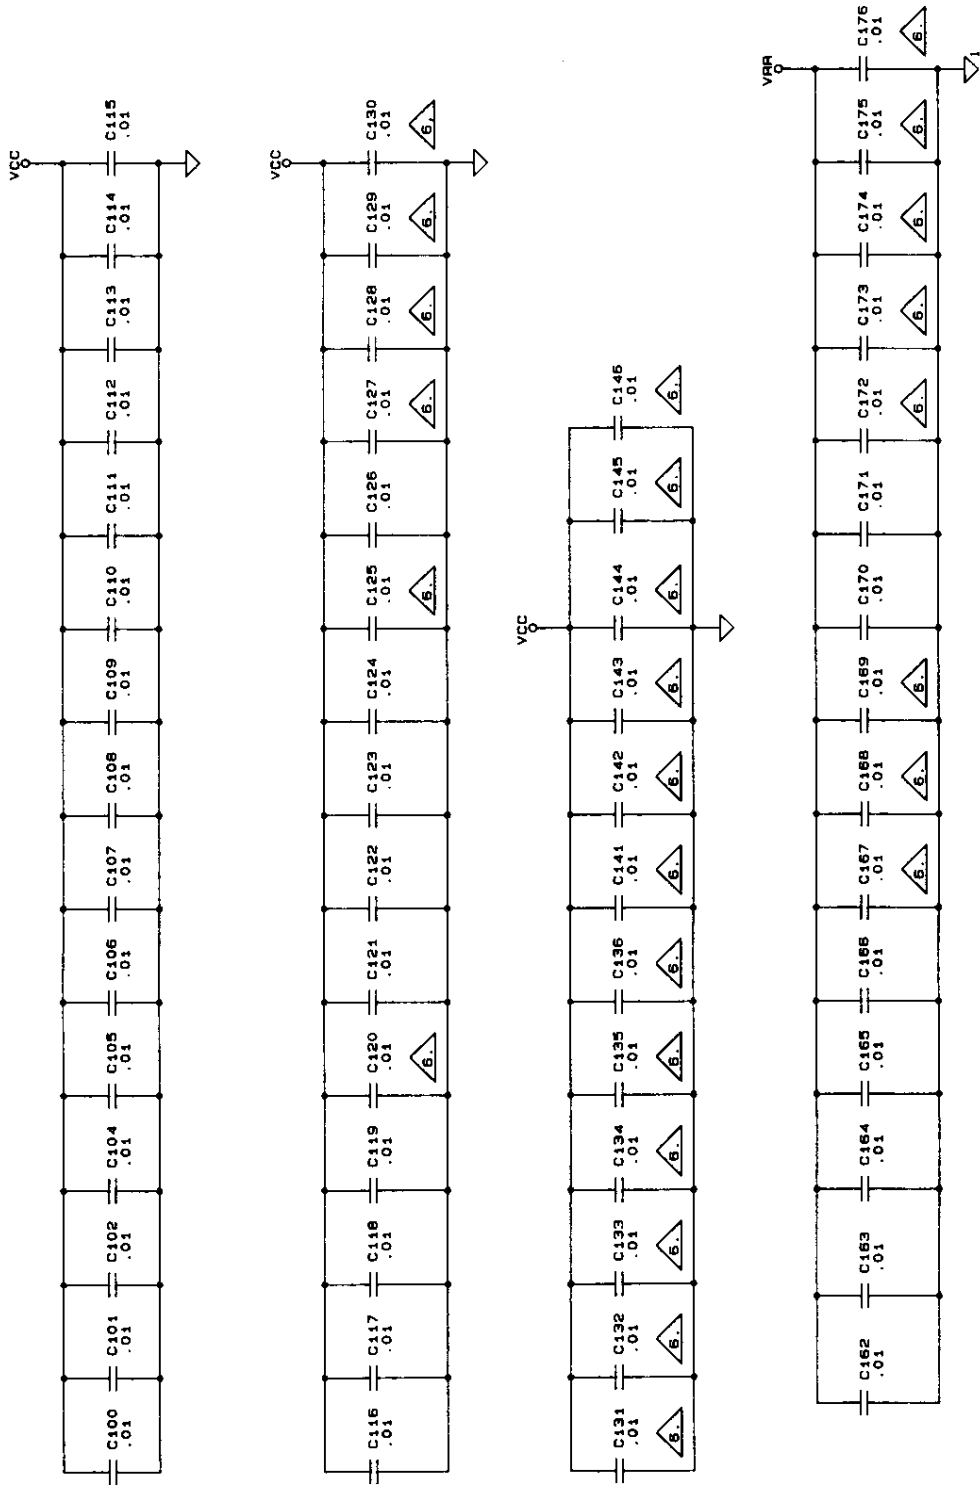 VCC
C100
.01
C101
.01
C102
.01
C104
.01
C105
.01
C106
.01
C107
.01
C108
.01
C109
.01
C110
.01
C111
.01
C112
.01
C113
.01
C114
.01
C115
.01
VCC
C116
.01
C117
.01
C118
.01
C119
.01
C120
.01
6.
C121
.01
C122
.01
C123
.01
C124
.01
C125
.01
6.
C126
.01
C127
.01
6.
C128
.01
6.
C129
.01
6.
C130
.01
6.
VCC
C131
.01
6.
C132
.01
6.
C133
.01
6.
C134
.01
6.
C135
.01
6.
C136
.01
6.
C141
.01
6.
C142
.01
6.
C143
.01
6.
C144
.01
6.
C145
.01
6.
C146
.01
6.
VAA
C162
.01
C163
.01
C164
.01
C165
.01
C166
.01
C167
.01
6.
C168
.01
6.
C169
.01
6.
C170
.01
C171
.01
C172
.01
6.
C173
.01
6.
C174
.01
6.
C175
.01
6.
C176
.01
6.
1